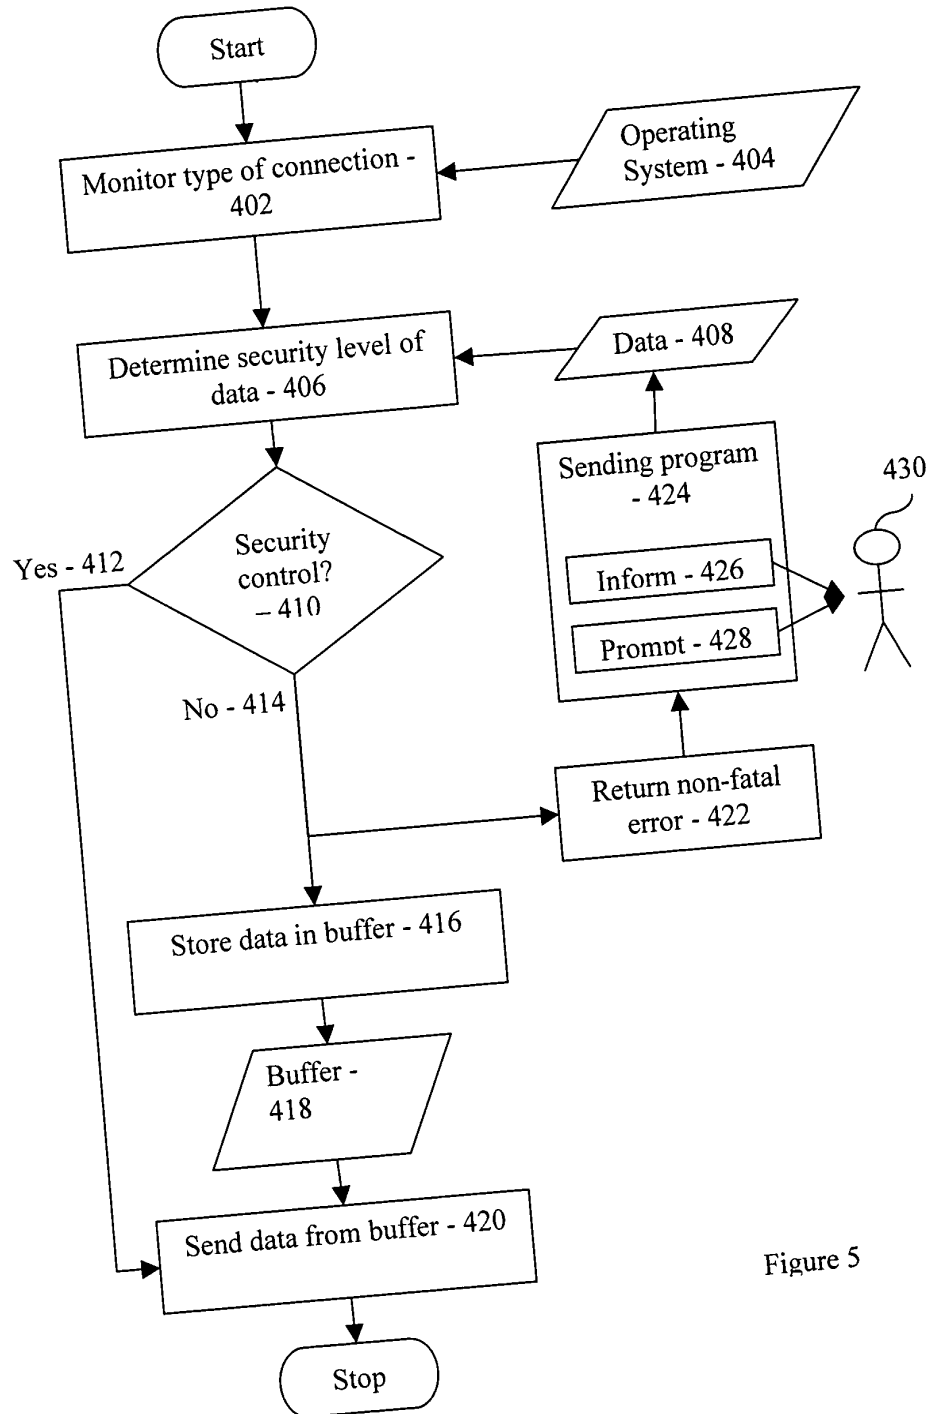 Start
Monitor type of connection -
402
Operating
System - 404
Determine security level of
data - 406
Data - 408
Sending program
- 424
430
Security
control?
– 410
Yes - 412
Inform - 426
Prompt - 428
No - 414
Return non-fatal
error - 422
Store data in buffer - 416
Buffer -
418
Send data from buffer - 420
Figure 5
Stop